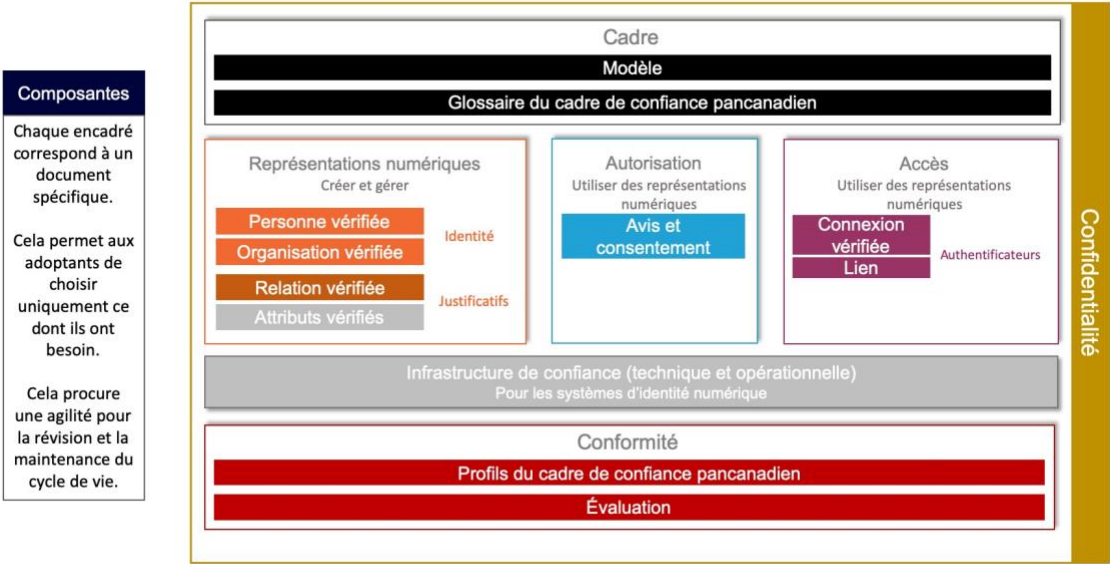 Composantes
Chaque encadré
correspond à un
document
spécifique.
Cela permet aux
adoptants de
choisir
uniquement ce
dont ils ont
besoin.
Cela procure
une agilité pour
la révision et la
maintenance du
cycle de vie.
Cadre
Modèle
Glossaire du cadre de confiance pancanadien
Représentations numériques
Créer et gérer
Personne vérifiée
Organisation vérifiée
Identité
Relation vérifiée
Attributs vérifiés
Justificatifs
Autorisation
Utiliser des représentations
numériques
Avis et
consentement
Accès
Utiliser des représentations
numériques
Connexion
vérifiée
Lien
Authentificateurs
Infrastructure de confiance (technique et opérationnelle)
Pour les systèmes d'identité numérique
Conformité
Profils du cadre de confiance pancanadien
Évaluation
Confidentialité